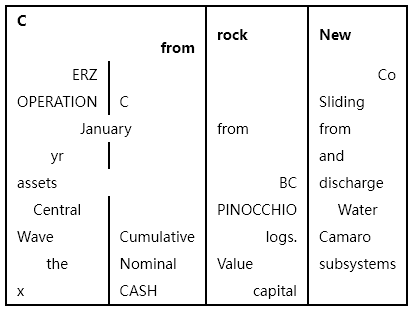 C from rock New
ERZ Co
OPERATION C Sliding
January from from
yr and
assets BC discharge
Central PINOCCHIO Water
Wave Cumulative logs. Camaro
the Nominal Value subsystems
x CASH capital